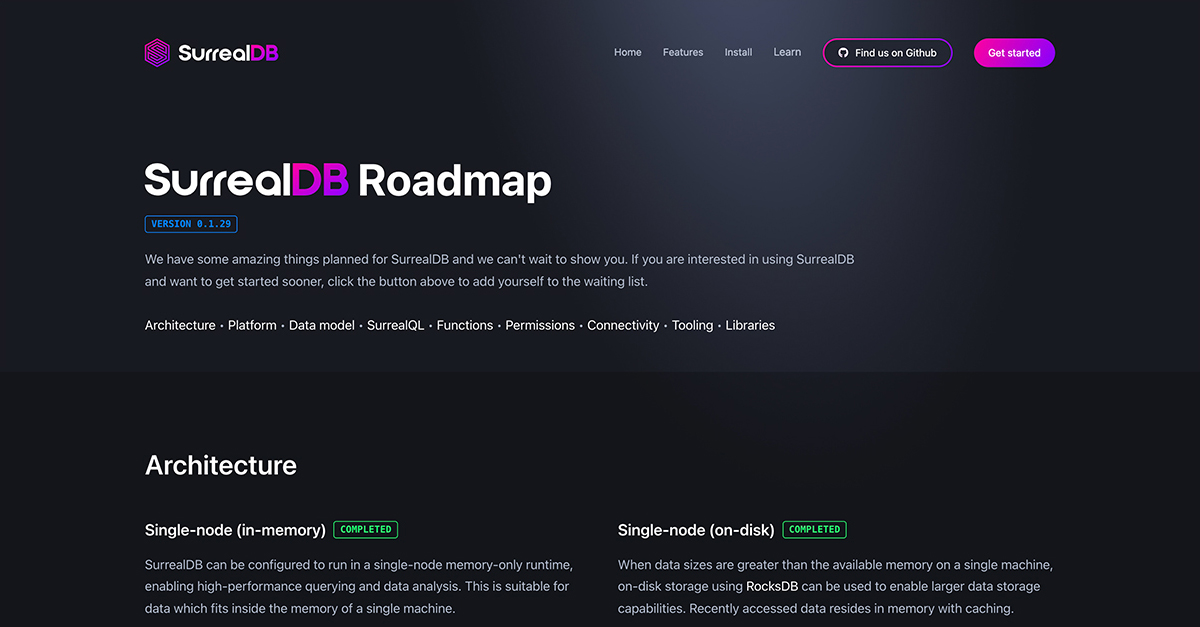 SurrealDB
Home
Features
Install
Learn
Find us on Github
Get started
SurrealDB Roadmap
VERSION 0.1.29
We have some amazing things planned for SurrealDB and we can't wait to show you. If you are interested in using SurrealDB
and want to get started sooner, click the button above to add yourself to the waiting list.
Architecture • Platform • Data model • SurrealQL • Functions • Permissions • Connectivity • Tooling • Libraries
Architecture
Single-node (in-memory) COMPLETED
SurrealDB can be configured to run in a single-node memory-only runtime,
enabling high-performance querying and data analysis. This is suitable for
data which fits inside the memory of a single machine.
Single-node (on-disk) COMPLETED
When data sizes are greater than the available memory on a single machine,
on-disk storage using RocksDB can be used to enable larger data storage
capabilities. Recently accessed data resides in memory with caching.